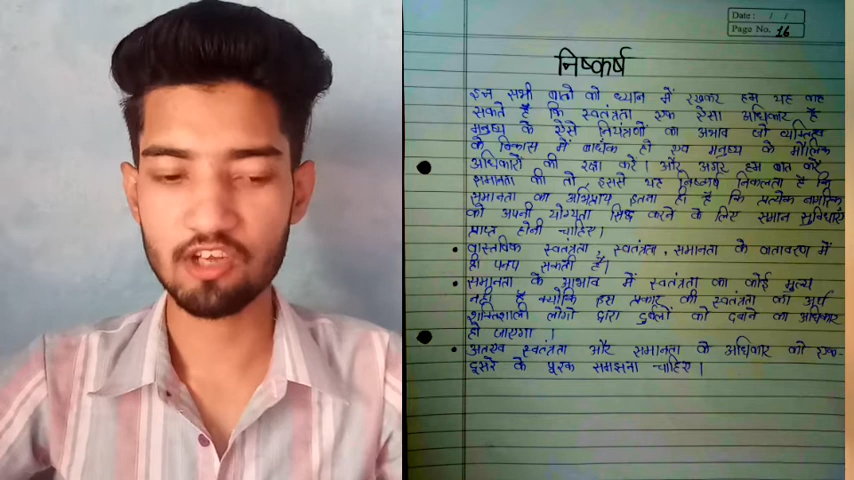 Date : / /
Page No. 16
निष्कर्ष
इन सभी बातों को ध्यान में रखकर हम यह कह
सकते हैं कि स्वतंत्रता एक ऐसा अधिकार है
मनुष्य के ऐसे नियंत्रणों का अभाव जो व्यक्तित्व
के विकास में बाधक हो एवं मनुष्य के मौलिक
अधिकारों की रक्षा करें। और अगर हम बात करें
समानता की तो इससे यह निष्कर्ष निकलता है कि
समानता का अभिप्राय इतना ही है कि प्रत्येक नागरिक
को अपनी योग्यता सिद्ध करने के लिए समान सुविधाएं
प्राप्त होनी चाहिए।
• वास्तविक स्वतंत्रता, स्वतंत्रता, समानता के वातावरण में
ही पनप सकती है।
• समानता के अभाव में स्वतंत्रता का कोई मूल्य
नहीं है क्योंकि इस प्रकार की स्वतंत्रता का अर्थ
शक्तिशाली लोगों द्वारा दुर्बलों को दबाने का अधिकार
हो जाएगा ।
• अतएव स्वतंत्रता और समानता के अधिकार को एक-
दूसरे के पूरक समझना चाहिए।